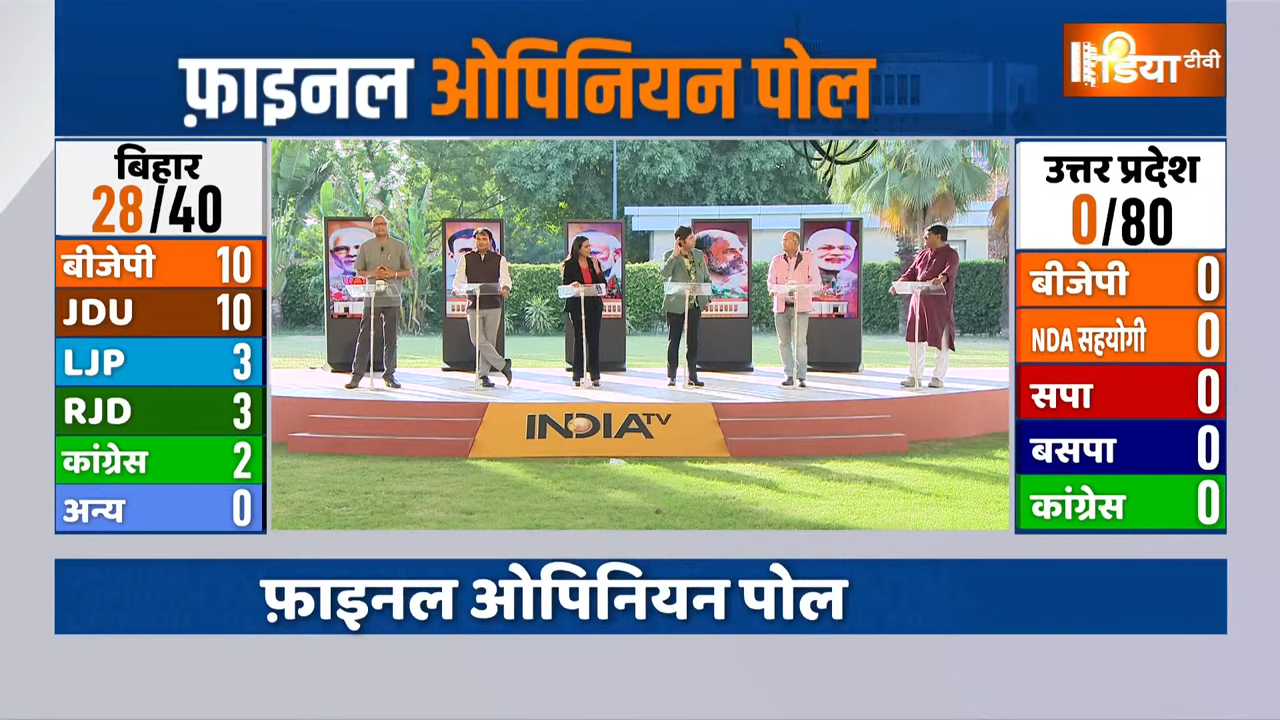 फ़ाइनल ओपिनियन पोल
इंडिया टीवी
बिहार
28/40
बीजेपी 10
JDU 10
LJP 3
RJD 3
कांग्रेस 2
अन्य 0
INDIA TV
उत्तर प्रदेश
0/80
बीजेपी 0
NDA सहयोगी 0
सपा 0
बसपा 0
कांग्रेस 0
फ़ाइनल ओपिनियन पोल